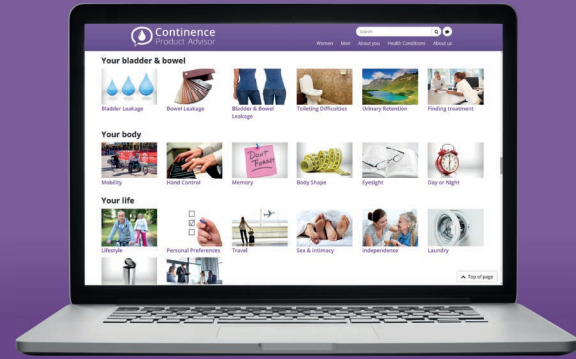 Continence
Product Advisor
Search
Women Men About you Health Conditions About us
Your bladder & bowel
Bladder Leakage Bowel Leakage Bladder & Bowel Leakage Toileting Difficulties Urinary Retention Finding treatment
Your body
DON'T
FORGET
Mobility Hand Control Memory Body Shape Eyesight Day or Night
Your life
Lifestyle Personal Preferences Travel Sex & intimacy Independence Laundry
Top of page